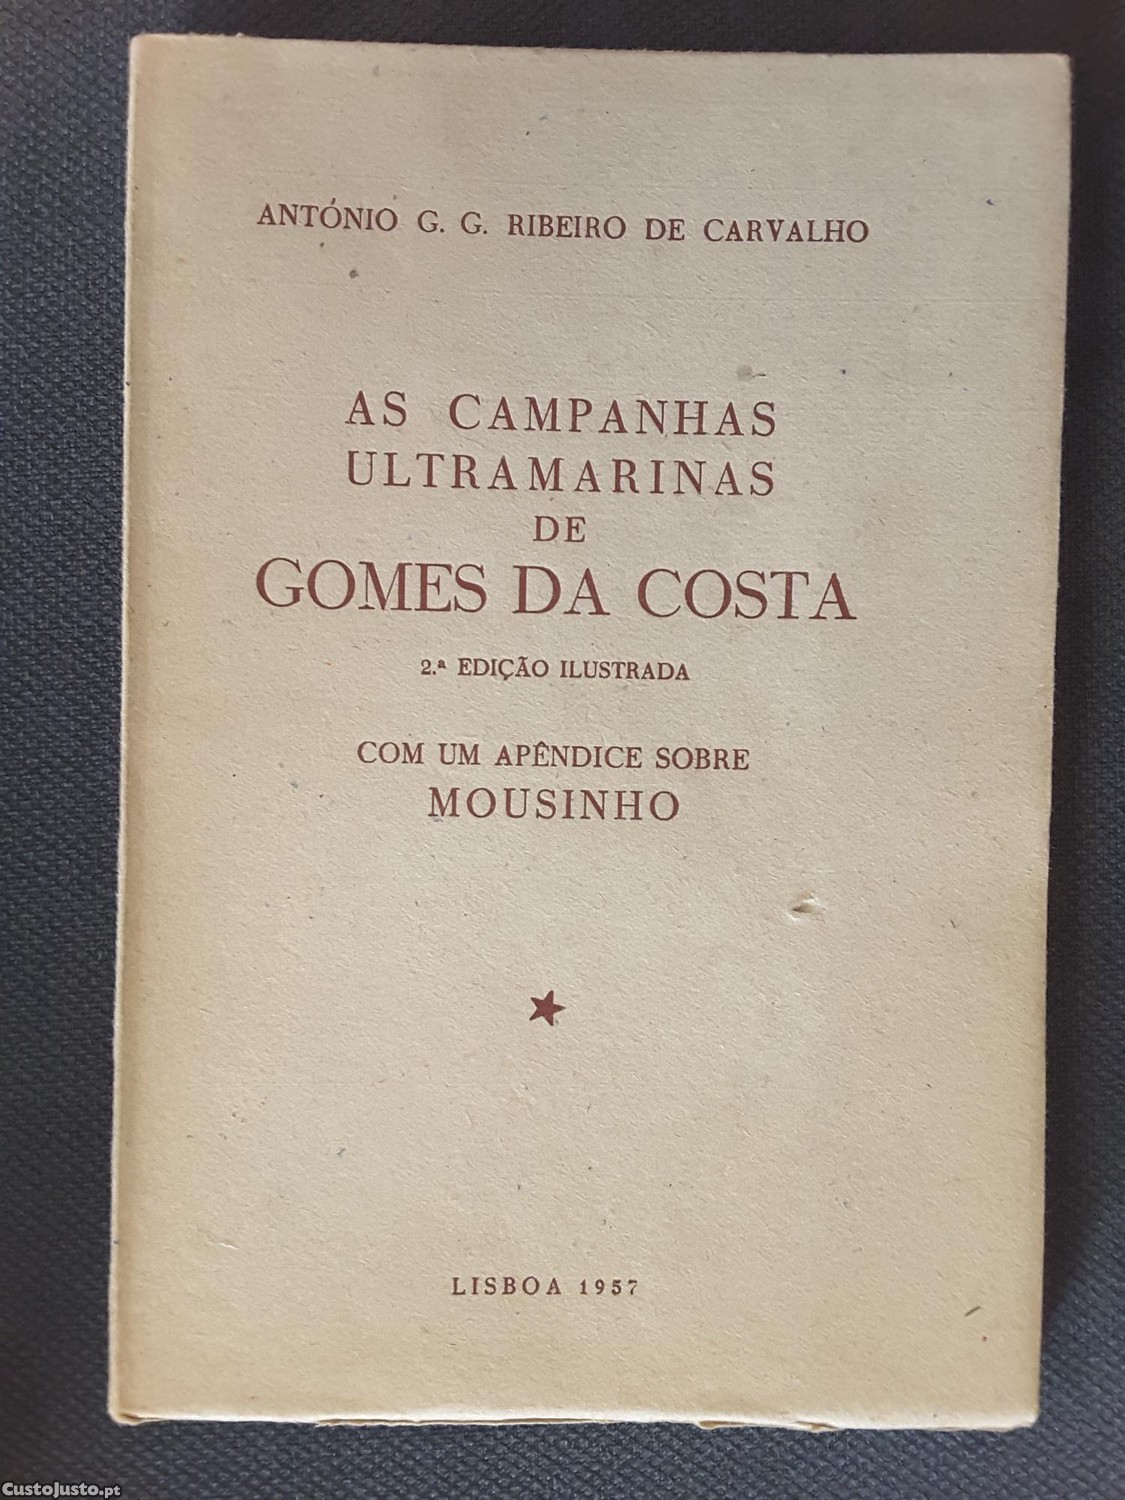 ANTÓNIO G. G. RIBEIRO DE CARVALHO
AS CAMPANHAS
ULTRAMARINAS
DE
GOMES DA COSTA
2.ª EDIÇÃO ILUSTRADA
COM UM APÊNDICE SOBRE
MOUSINHO
LISBOA 1957
CustoJusto.pt